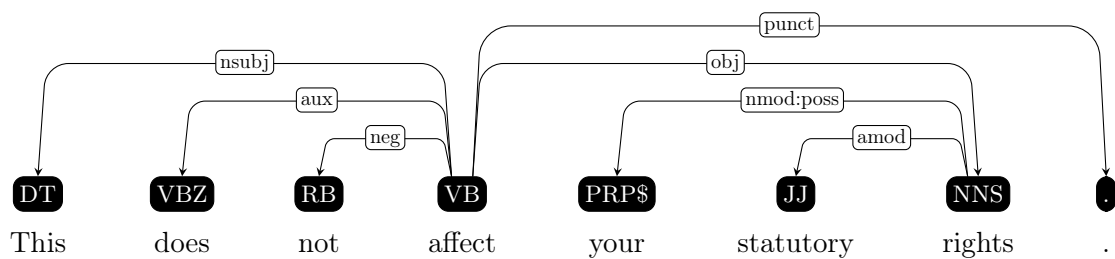 punct
nsubj obj
aux nmod:poss
neg amod
DT VBZ RB VB PRP$ JJ NNS .
This does not affect your statutory rights .